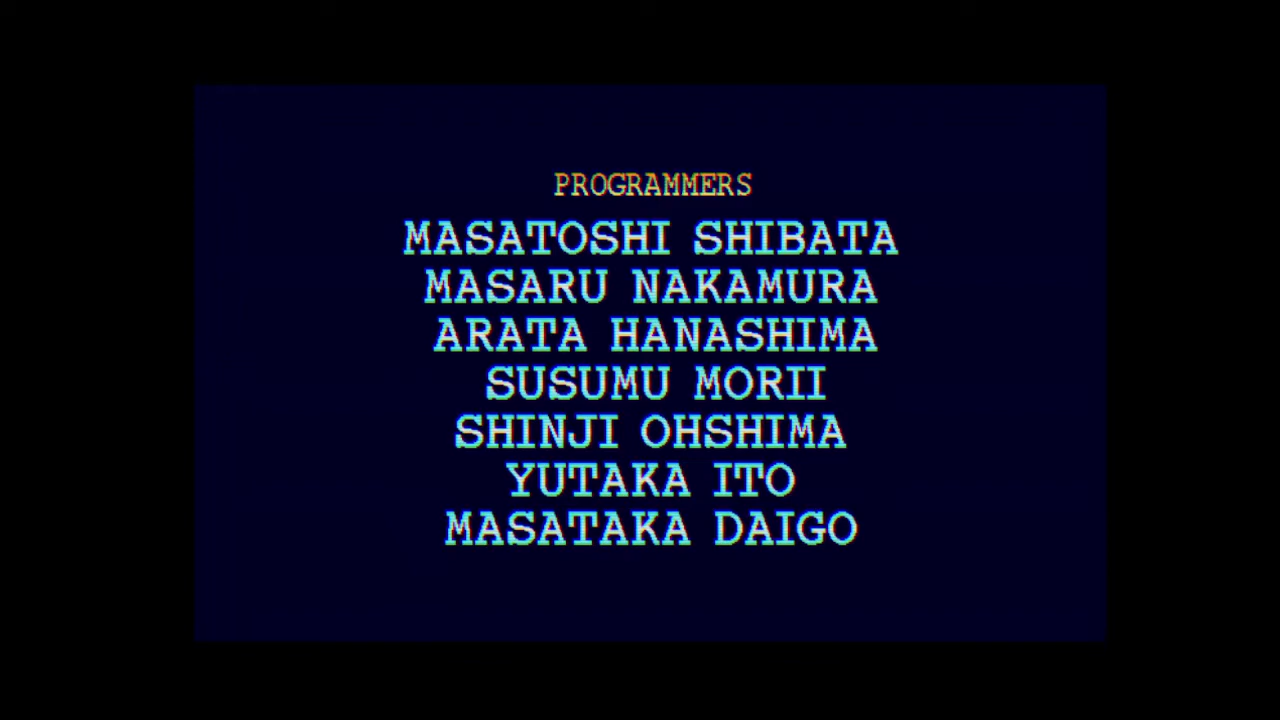 PROGRAMMERS
MASATOSHI SHIBATA
MASARU NAKAMURA
ARATA HANASHIMA
SUSUMU MORII
SHINJI OHSHIMA
YUTAKA ITO
MASATAKA DAIGO